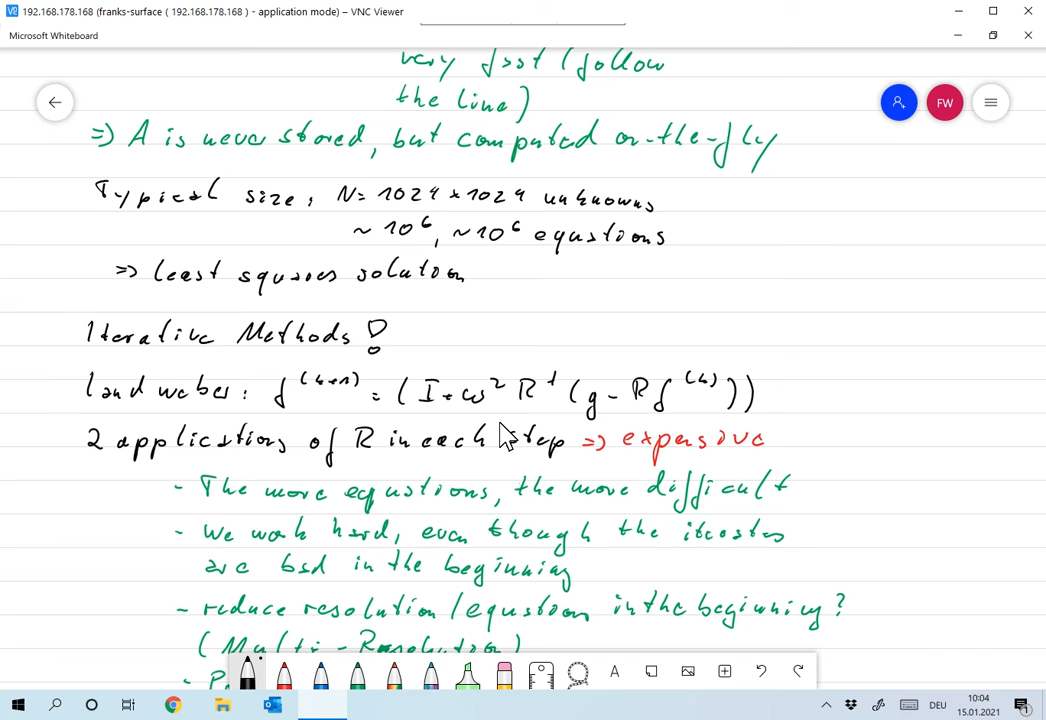 192.168.178.168 (franks-surface ( 192.168.178.168 ) - application mode) – VNC Viewer
Microsoft Whiteboard
very fast (follow
the line)
FW
⇒ A is never stored, but computed on-the-fly
Typical size: N = 1024 × 1024 unknowns
~ 10⁶, ~ 10⁶ equations
⇒ least squares solution
Iterative Methods!
Landweber: f^(k+1) = (I + ω² R^t (g - R f^(k)))
2 applications of R in each step ⇒ expensive
- The more equations, the more difficult
- We work hard, even though the iterates
are bad in the beginning
- reduce resolution / equation in the beginning?
(Multi-Resolution)
-
A
DEU
10:04
15.01.2021